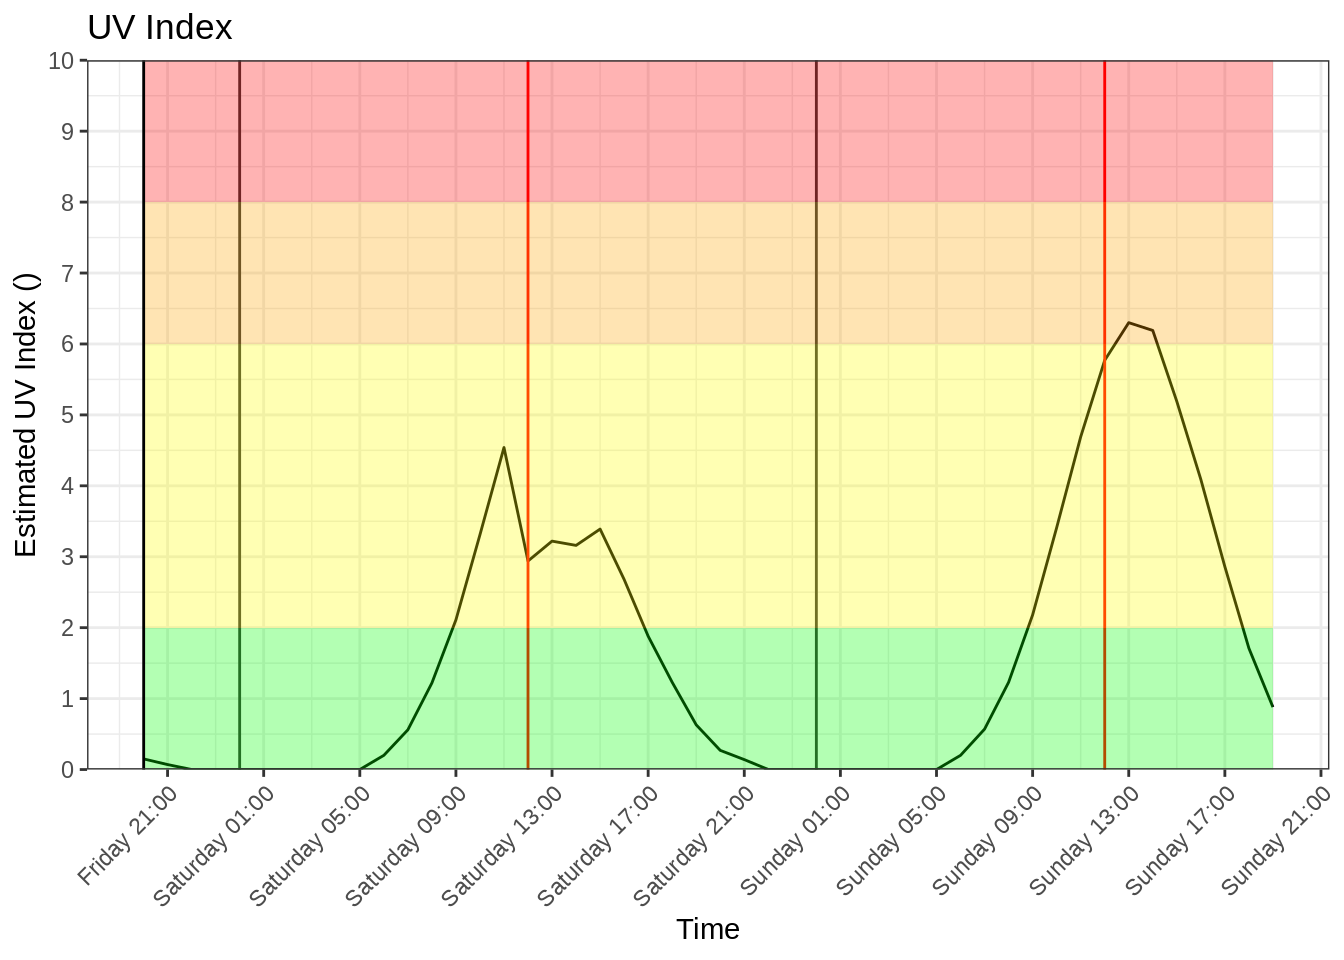 UV Index
Estimated UV Index ()
10
9
8
7
6
5
4
3
2
1
0
Friday 21:00
Saturday 01:00
Saturday 05:00
Saturday 09:00
Saturday 13:00
Saturday 17:00
Saturday 21:00
Sunday 01:00
Sunday 05:00
Sunday 09:00
Sunday 13:00
Sunday 17:00
Sunday 21:00
Time